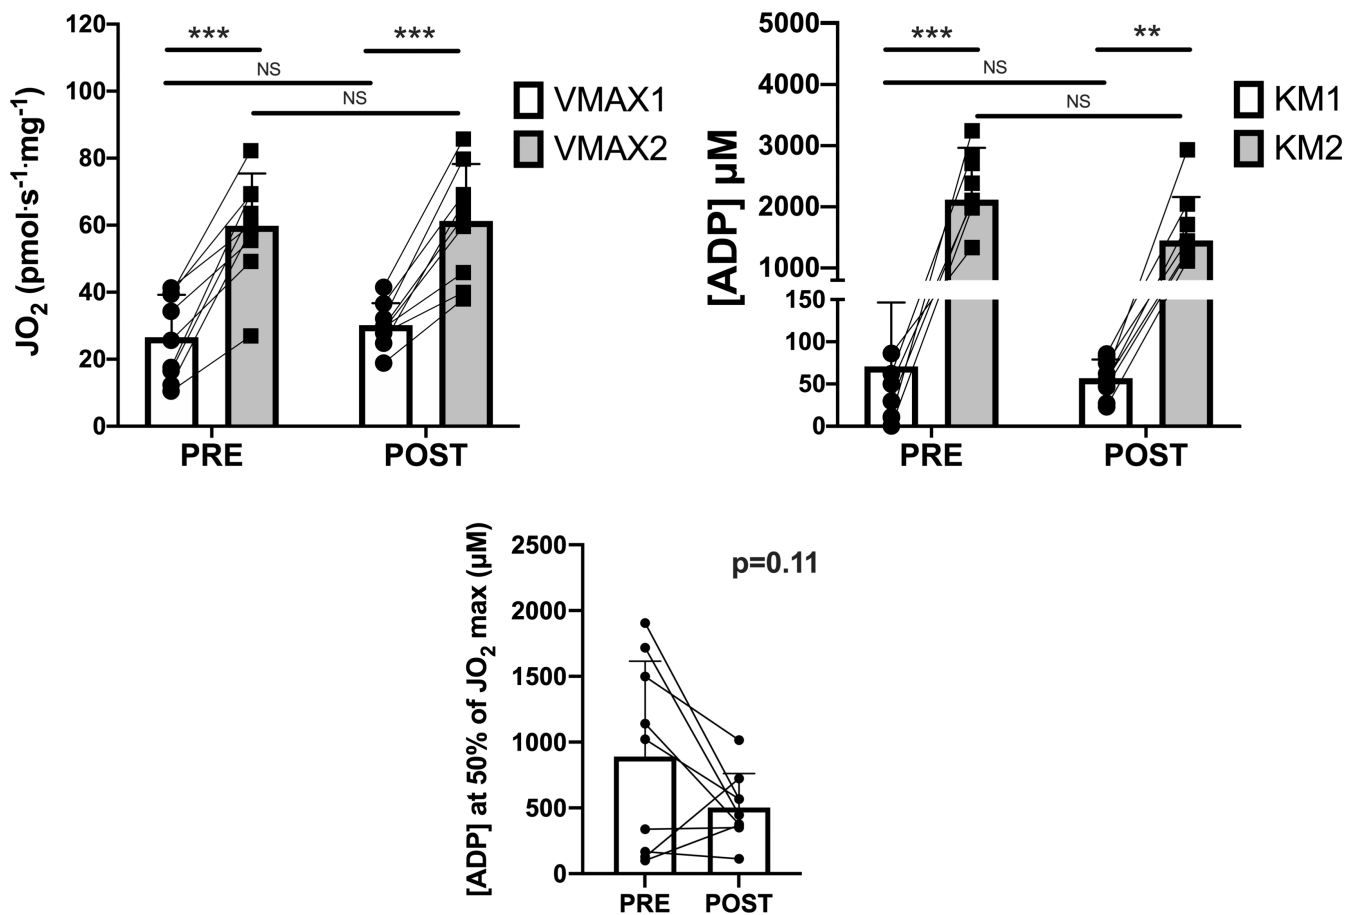 JO2 (pmol·s-1·mg-1)
120
100
80
60
40
20
0
***
***
NS
NS
VMAX1
VMAX2
PRE
POST
[ADP] µM
5000
4000
3000
2000
1000
150
100
50
0
***
**
NS
NS
KM1
KM2
PRE
POST
[ADP] at 50% of JO2 max (µM)
2500
2000
1500
1000
500
0
p=0.11
PRE
POST